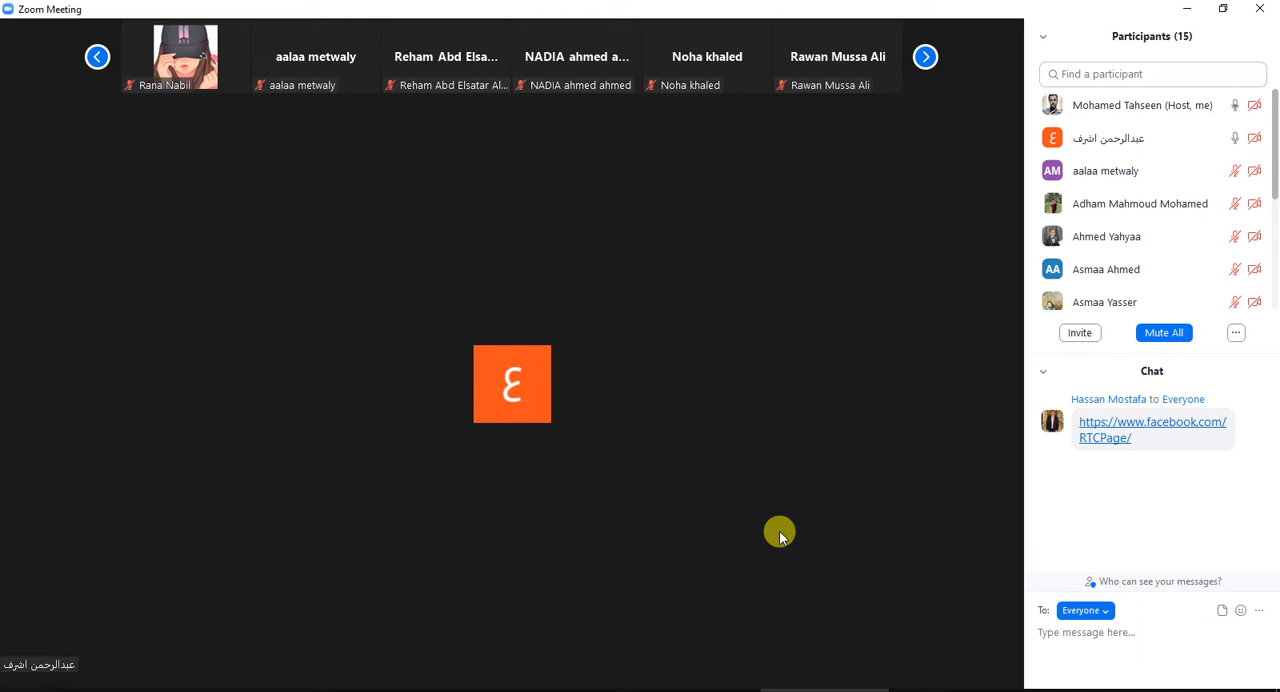 Zoom Meeting
Rana Nabil
aalaa metwaly
aalaa metwaly
Reham Abd Elsa...
Reham Abd Elsatar Al...
NADIA ahmed a...
NADIA ahmed ahmed
Noha khaled
Noha khaled
Rawan Mussa Ali
Rawan Mussa Ali
ع
عبدالرحمن اشرف
Participants (15)
Find a participant
Mohamed Tahseen (Host, me)
ع
عبدالرحمن اشرف
AM
aalaa metwaly
Adham Mahmoud Mohamed
Ahmed Yahyaa
AA
Asmaa Ahmed
Asmaa Yasser
Invite
Mute All
Chat
Hassan Mostafa to Everyone
https://www.facebook.com/
RTCPage/
Who can see your messages?
To: Everyone
Type message here...